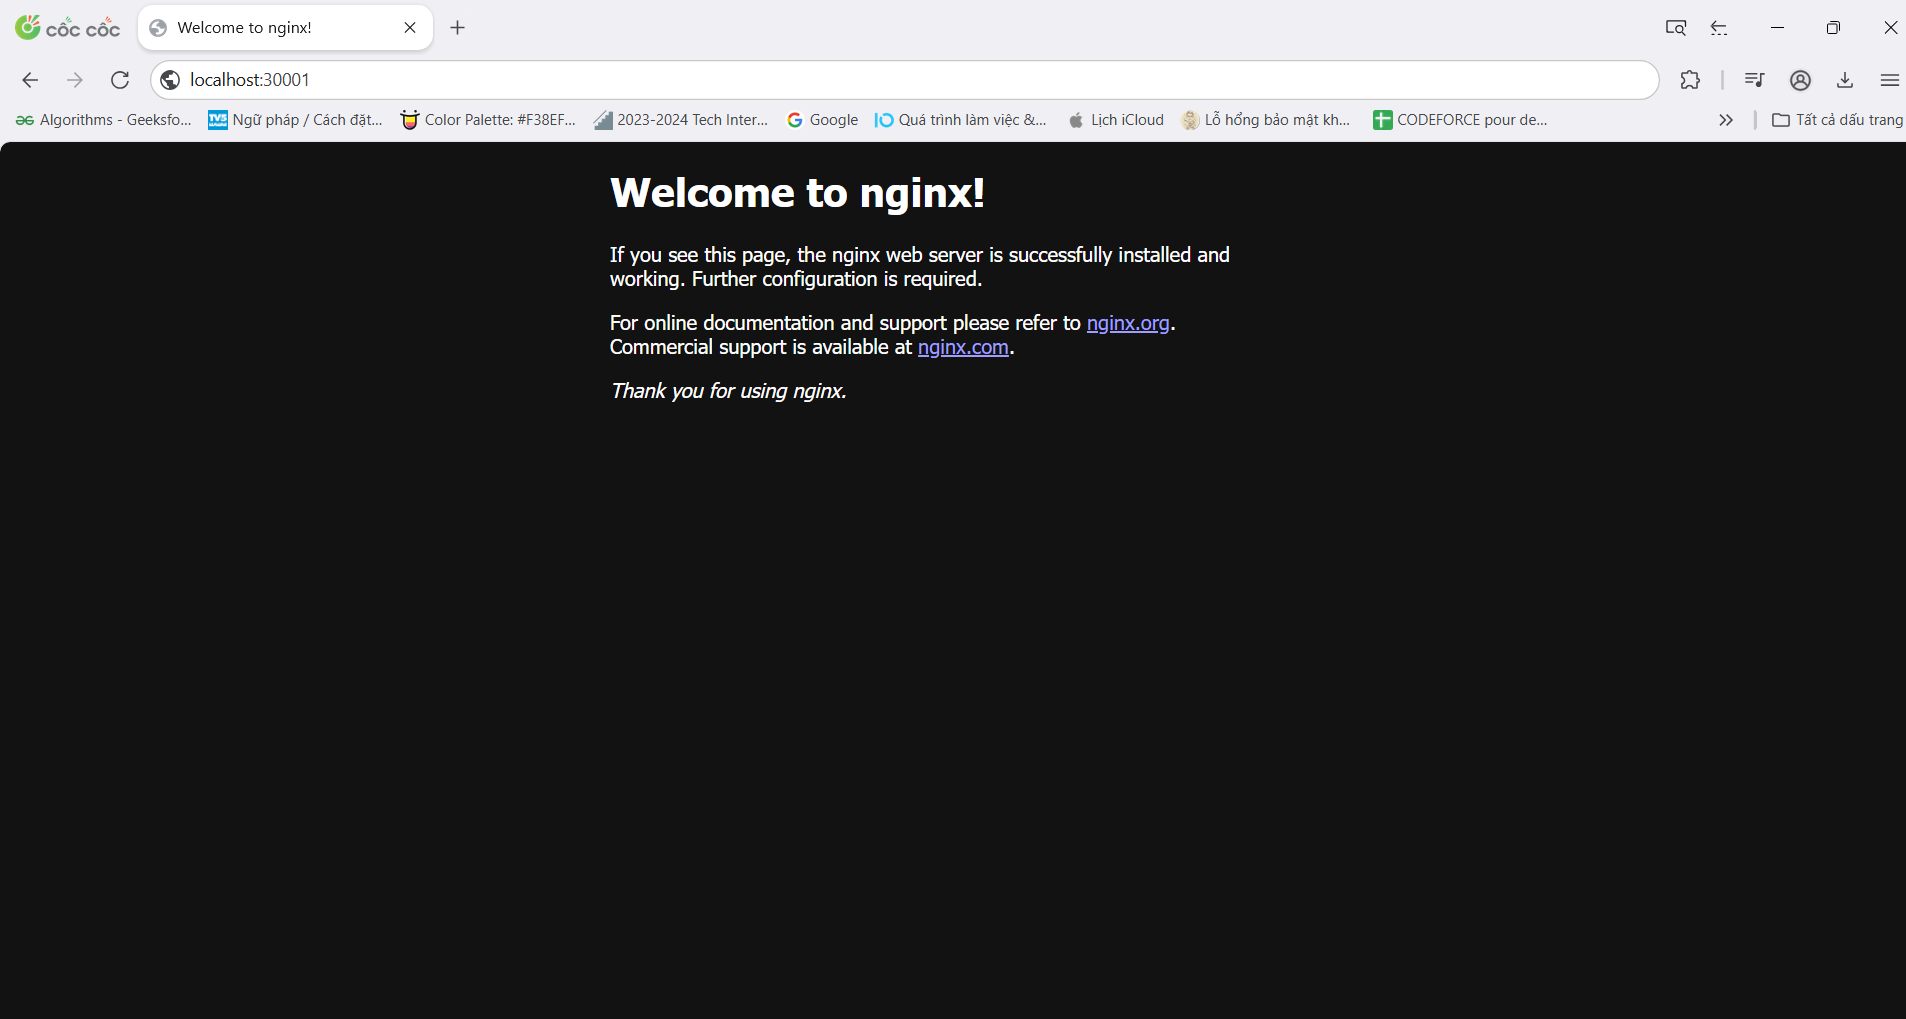 cốc cốc
Welcome to nginx!
localhost:30001
Algorithms - Geeksfo...
TV5 Ngữ pháp / Cách đặt...
Color Palette: #F38EF...
2023-2024 Tech Inter...
Google
Quá trình làm việc &...
Lịch iCloud
Lỗ hổng bảo mật kh...
CODEFORCE pour de...
Tất cả dấu trang
Welcome to nginx!
If you see this page, the nginx web server is successfully installed and
working. Further configuration is required.
For online documentation and support please refer to nginx.org.
Commercial support is available at nginx.com.
Thank you for using nginx.